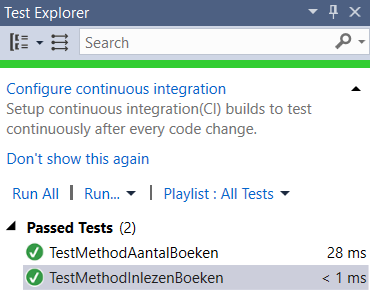 Test Explorer
Search
Configure continuous integration
Setup continuous integration(CI) builds to test
continuously after every code change.
Don't show this again
Run All | Run... Playlist : All Tests
Passed Tests (2)
TestMethodAantalBoeken 28 ms
TestMethodInlezenBoeken < 1 ms